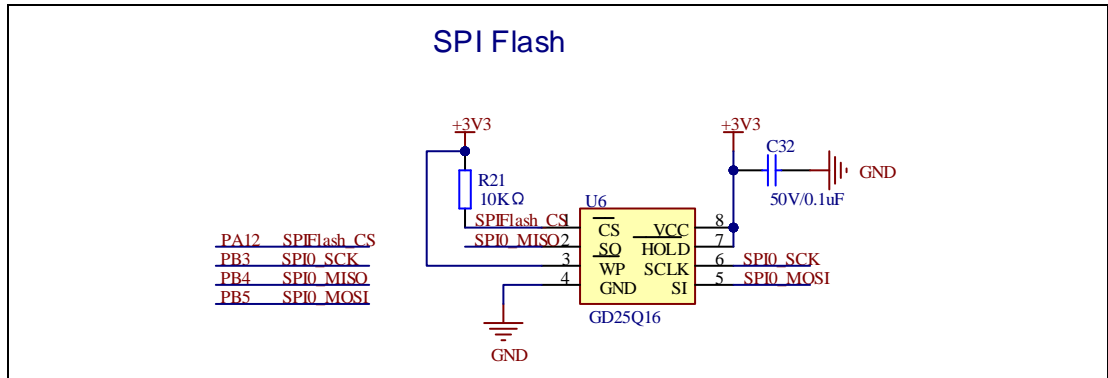 SPI Flash
+3V3
+3V3
C32
GND
50V/0.1uF
R21
10KΩ
U6
SPIFlash_CS 1 CS VCC 8
SPI0_MISO 2 SO HOLD 7
3 WP SCLK 6 SPI0_SCK
4 GND SI 5 SPI0_MOSI
GD25Q16
GND
PA12 SPIFlash_CS
PB3 SPI0_SCK
PB4 SPI0_MISO
PB5 SPI0_MOSI